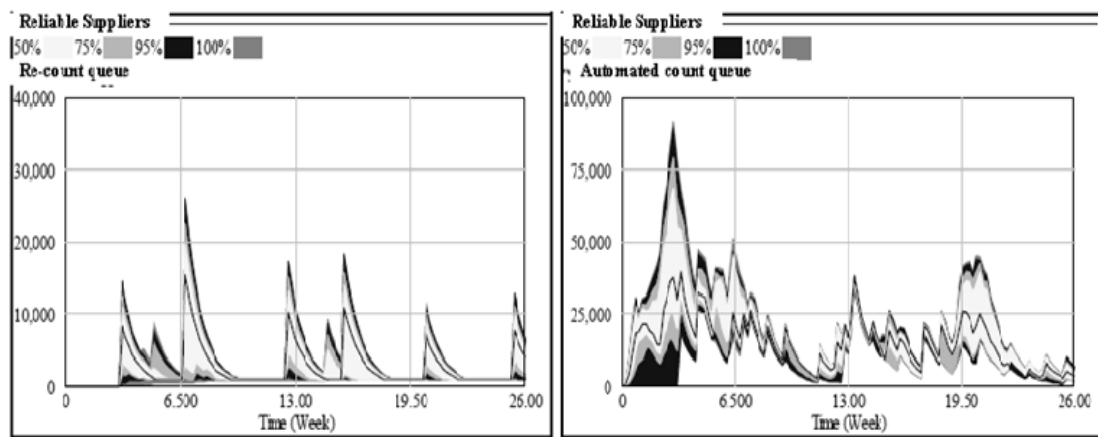 Reliable Suppliers
50% 75% 95% 100%
Re-count queue
40,000
30,000
20,000
10,000
0
0 6.500 13.00 19.50 26.00
Time (Week)
Reliable Suppliers
50% 75% 95% 100%
Automated count queue
100,000
75,000
50,000
25,000
0
0 6.500 13.00 19.50 26.00
Time (Week)